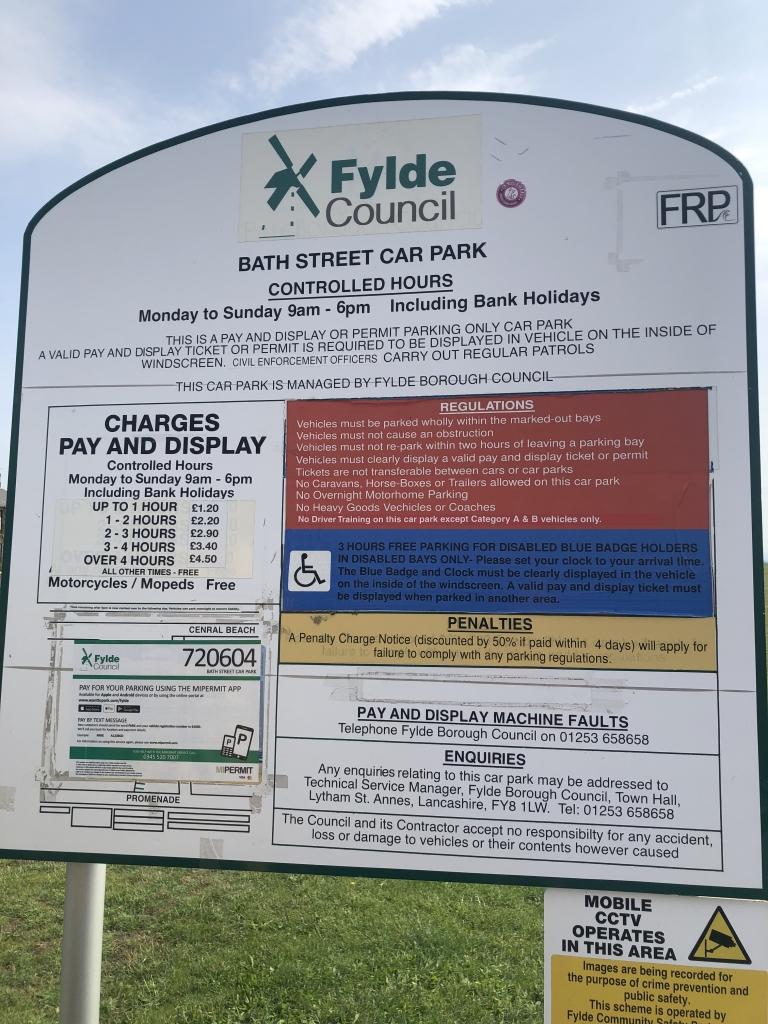 Fylde
Council
FRP
BATH STREET CAR PARK
CONTROLLED HOURS
Monday to Sunday 9am - 6pm Including Bank Holidays
THIS IS A PAY AND DISPLAY OR PERMIT PARKING ONLY CAR PARK
A VALID PAY AND DISPLAY TICKET OR PERMIT IS REQUIRED TO BE DISPLAYED IN VEHICLE ON THE INSIDE OF
WINDSCREEN. CIVIL ENFORCEMENT OFFICERS CARRY OUT REGULAR PATROLS
THIS CAR PARK IS MANAGED BY FYLDE BOROUGH COUNCIL
CHARGES
PAY AND DISPLAY
Controlled Hours
Monday to Sunday 9am - 6pm
Including Bank Holidays
UP TO 1 HOUR £1.20
1 - 2 HOURS £2.20
2 - 3 HOURS £2.90
3 - 4 HOURS £3.40
OVER 4 HOURS £4.50
ALL OTHER TIMES - FREE
Motorcycles / Mopeds Free
REGULATIONS
Vehicles must be parked wholly within the marked-out bays
Vehicles must not cause an obstruction
Vehicles must not re-park within two hours of leaving a parking bay
Vehicles must clearly display a valid pay and display ticket or permit
Tickets are not transferable between cars or car parks
No Caravans, Horse-Boxes or Trailers allowed on this car park
No Overnight Motorhome Parking
No Heavy Goods Vechicles or Coaches
No Driver Training on this car park except Category A & B vehicles only.
3 HOURS FREE PARKING FOR DISABLED BLUE BADGE HOLDERS
IN DISABLED BAYS ONLY- Please set your clock to your arrival time.
The Blue Badge and Clock must be clearly displayed in the vehicle
on the inside of the windscreen. A valid pay and display ticket must
be displayed when parked in another area.
PENALTIES
A Penalty Charge Notice (discounted by 50% if paid within 4 days) will apply for
failure to comply with any parking regulations.
CENRAL BEACH
Fylde
Council
720604
BATH STREET CAR PARK
PAY FOR YOUR PARKING USING THE MIPERMIT APP
Available for Apple and Android devices or by using the online portal at
PAY BY TEXT MESSAGE
0345 520 7007
MIPERMIT
PROMENADE
PAY AND DISPLAY MACHINE FAULTS
Telephone Fylde Borough Council on 01253 658658
ENQUIRIES
Any enquiries relating to this car park may be addressed to
Technical Service Manager, Fylde Borough Council, Town Hall,
Lytham St. Annes, Lancashire, FY8 1LW. Tel: 01253 658658
The Council and its Contractor accept no responsibilty for any accident,
loss or damage to vehicles or their contents however caused
MOBILE
CCTV
OPERATES
IN THIS AREA
Images are being recorded for
the purpose of crime prevention and
public safety.
This scheme is operated by
Fylde Community